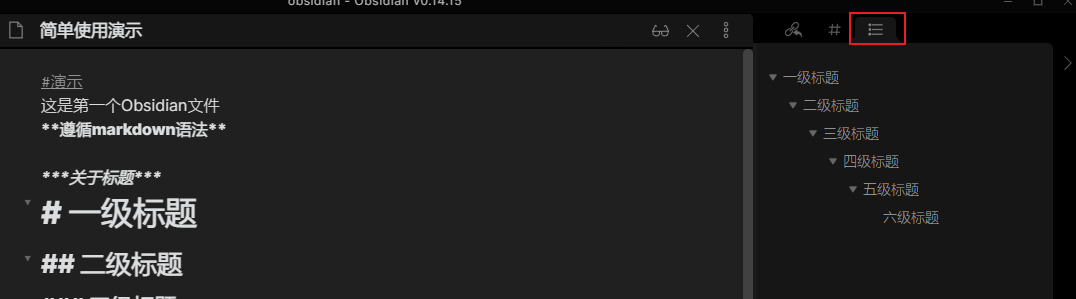 obsidian - Obsidian v0.14.15
简单使用演示
#演示
这是第一个Obsidian文件
**遵循markdown语法**
***关于标题***
# 一级标题
## 二级标题
一级标题
二级标题
三级标题
四级标题
五级标题
六级标题